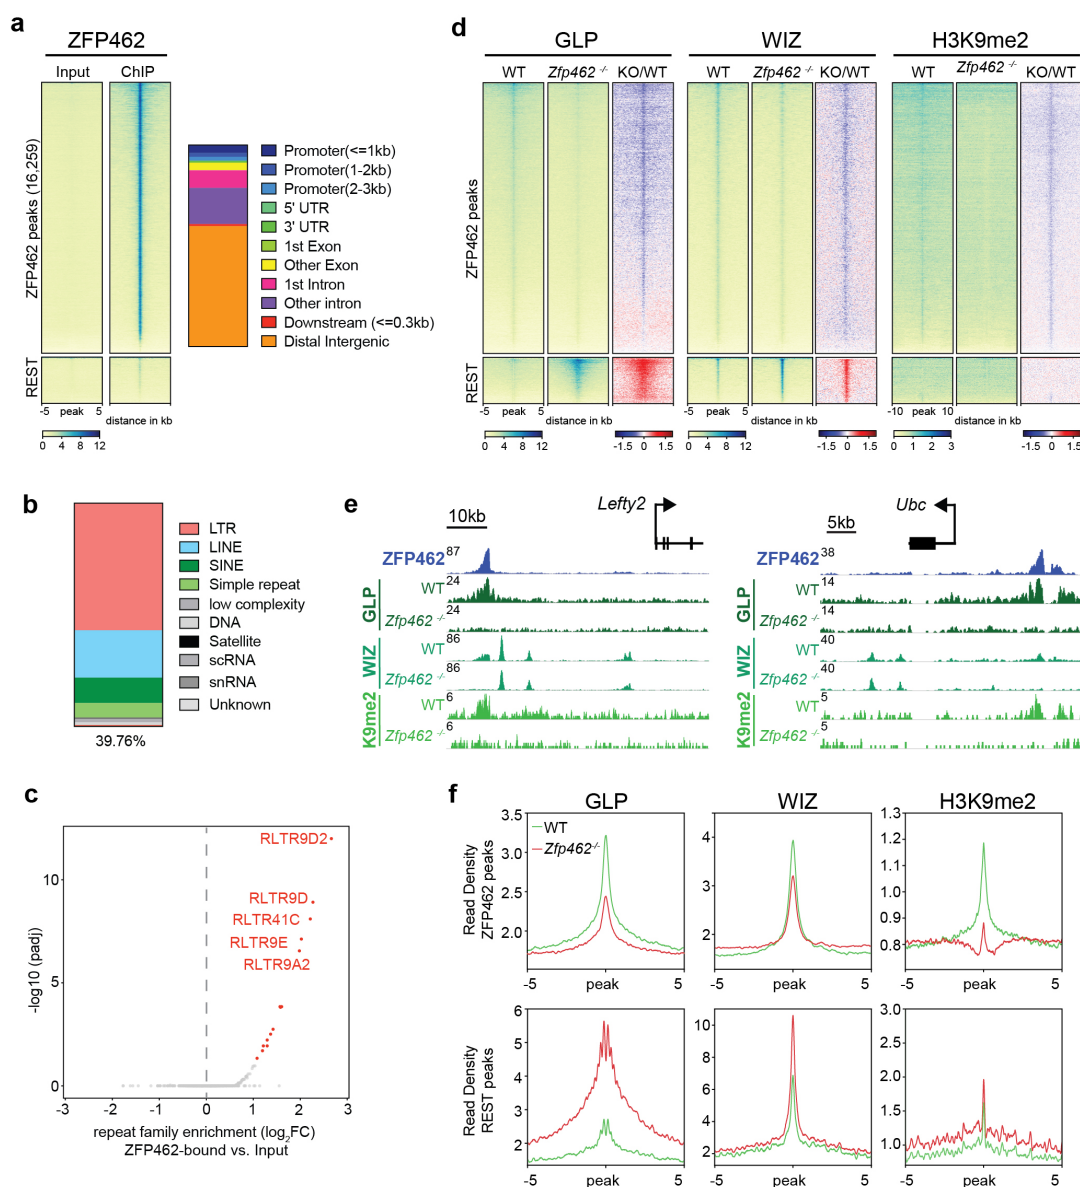 a
ZFP462
Input ChIP
ZFP462 peaks (16,259)
REST
-5 peak 5
distance in kb
0 4 8 12
Promoter(<=1kb)
Promoter(1-2kb)
Promoter(2-3kb)
5' UTR
3' UTR
1st Exon
Other Exon
1st Intron
Other intron
Downstream (<=0.3kb)
Distal Intergenic
b
LTR
LINE
SINE
Simple repeat
low complexity
DNA
Satellite
scRNA
snRNA
Unknown
39.76%
c
-log10 (padj)
10
5
0
RLTR9D2
RLTR9D
RLTR41C
RLTR9E
RLTR9A2
-3 -2 -1 0 1 2 3
repeat family enrichment (log2FC)
ZFP462-bound vs. Input
d
GLP WIZ H3K9me2
WT Zfp462 -/- KO/WT WT Zfp462 -/- KO/WT WT Zfp462 -/- KO/WT
ZFP462 peaks
REST
-5 peak 5 -5 peak 5 -10 peak 10
distance in kb distance in kb distance in kb
0 4 8 12 -1.5 0 1.5 0 4 8 12 -1.5 0 1.5 0 1 2 3 -1.5 0 1.5
e
10kb
Lefty2
ZFP462 87
GLP
WT 24
Zfp462 -/- 24
WIZ
WT 86
Zfp462 -/- 86
K9me2
WT 6
Zfp462 -/- 6
5kb
Ubc
ZFP462 38
GLP
WT 14
Zfp462 -/- 14
WIZ
WT 40
Zfp462 -/- 40
K9me2
WT 5
Zfp462 -/- 5
f
GLP WIZ H3K9me2
WT
Zfp462-/-
Read Density
ZFP462 peaks
3.5
3.0
2.5
2.0
-5 peak 5
4
3
2
-5 peak 5
1.3
1.2
1.1
1.0
0.9
0.8
-5 peak 5
Read Density
REST peaks
6
5
4
3
2
-5 peak 5
10
8
6
4
2
-5 peak 5
3.0
2.5
2.0
1.5
1.0
-5 peak 5